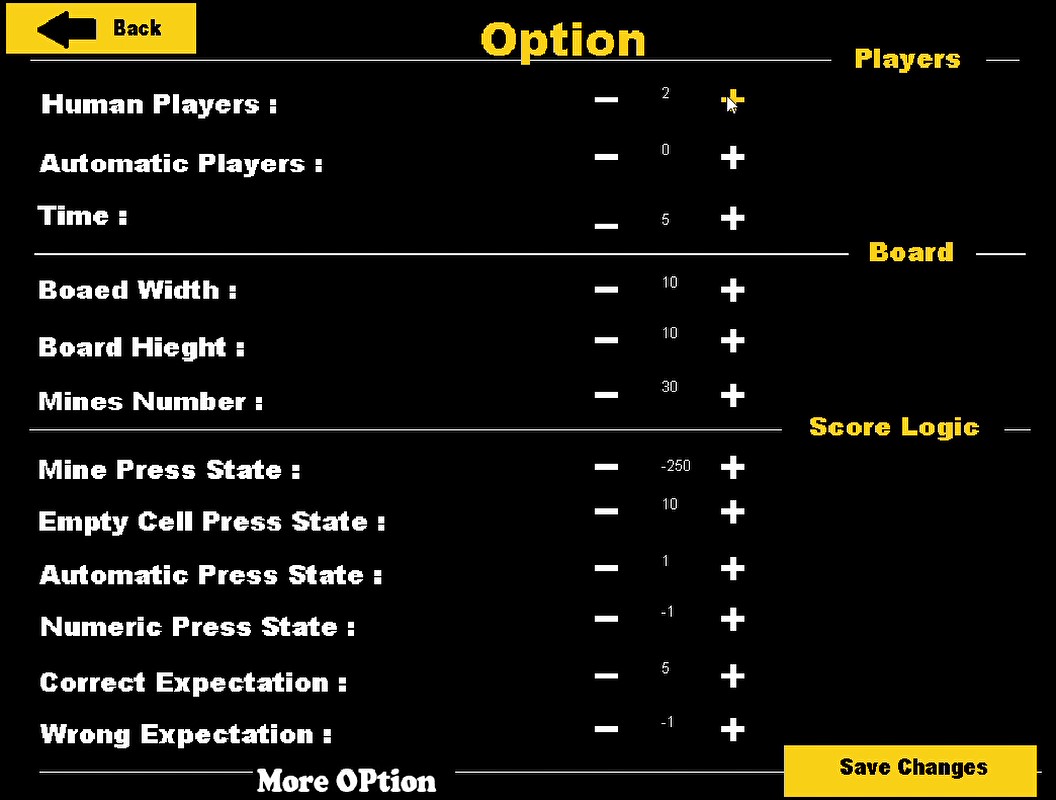 Back
Option
Players
Human Players : − 2 +
Automatic Players : − 0 +
Time : − 5 +
Board
Boaed Width : − 10 +
Board Hieght : − 10 +
Mines Number : − 30 +
Score Logic
Mine Press State : − -250 +
Empty Cell Press State : − 10 +
Automatic Press State : − 1 +
Numeric Press State : − -1 +
Correct Expectation : − 5 +
Wrong Expectation : − -1 +
More OPtion
Save Changes